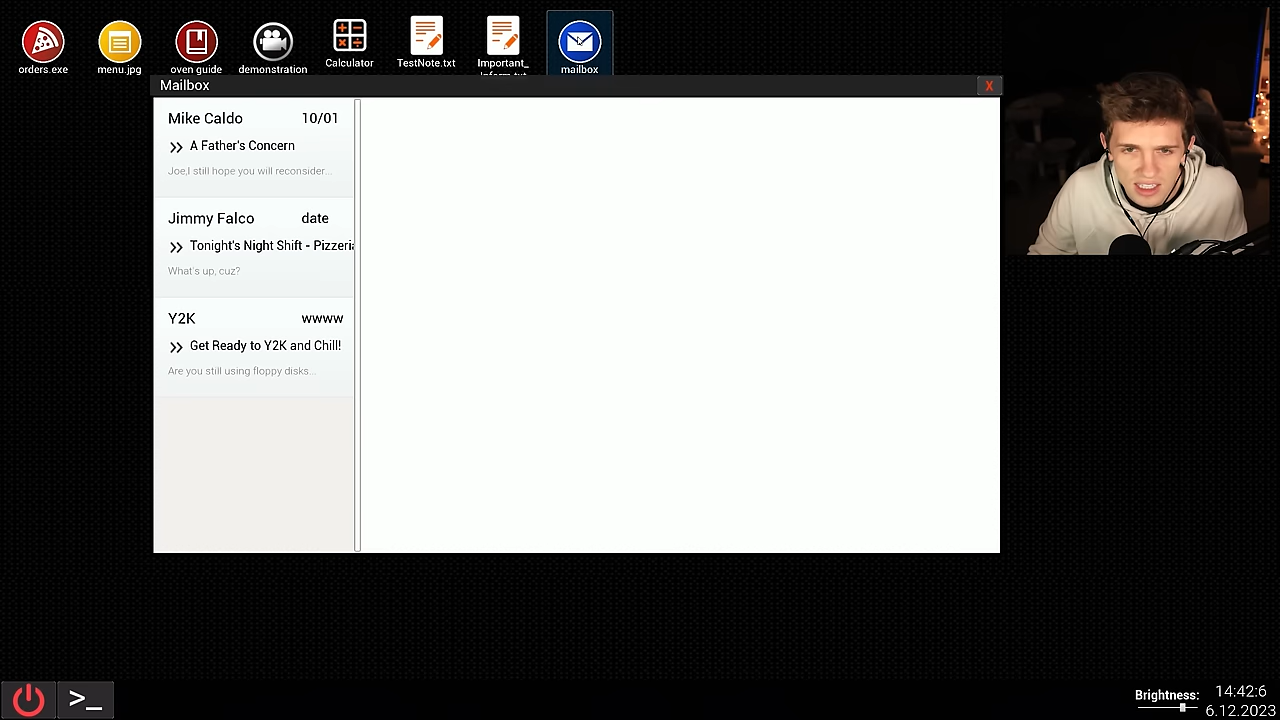 orders.exe
menu.jpg
oven guide
demonstration
Calculator
TestNote.txt
Important_
mailbox
Mailbox
X
Mike Caldo 10/01
>> A Father's Concern
Joe,I still hope you will reconsider...
Jimmy Falco date
>> Tonight's Night Shift - Pizzeria
What's up, cuz?
Y2K wwww
>> Get Ready to Y2K and Chill!
Are you still using floppy disks...
>_
Brightness:
14:42:6
6.12.2023